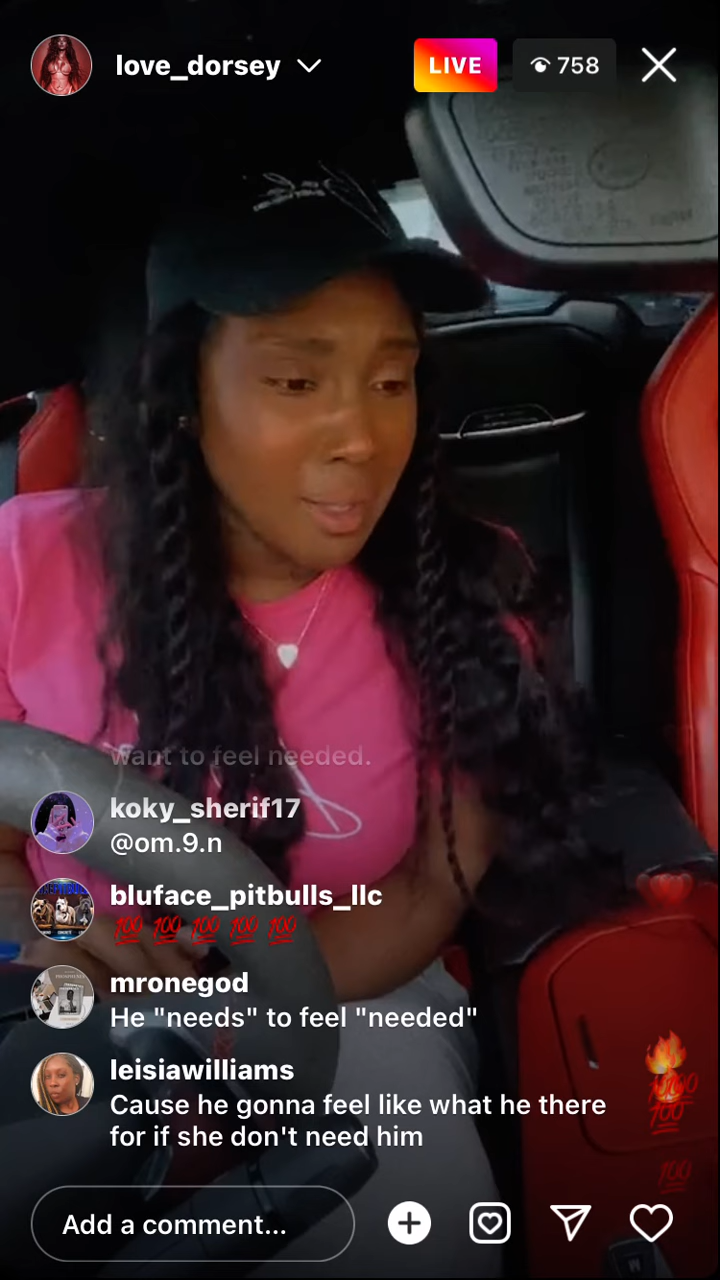 love_dorsey
LIVE
758
want to feel needed.
koky_sherif17
@om.9.n
bluface_pitbulls_llc
💯 💯 💯 💯 💯
mronegod
He "needs" to feel "needed"
leisiawilliams
Cause he gonna feel like what he there
for if she don't need him
Add a comment...